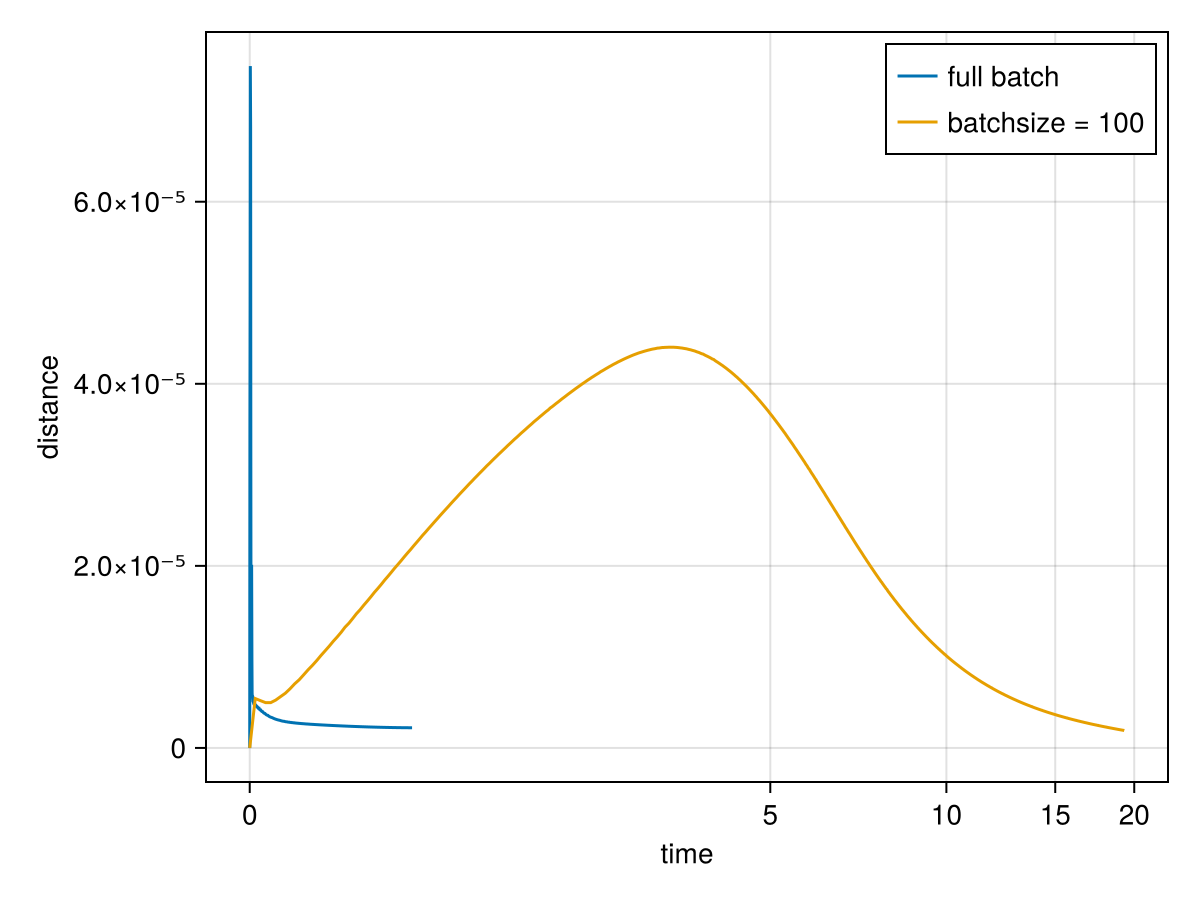 full batch
batchsize = 100
6.0×10⁻⁵
4.0×10⁻⁵
2.0×10⁻⁵
0
distance
0 5 10 15 20
time